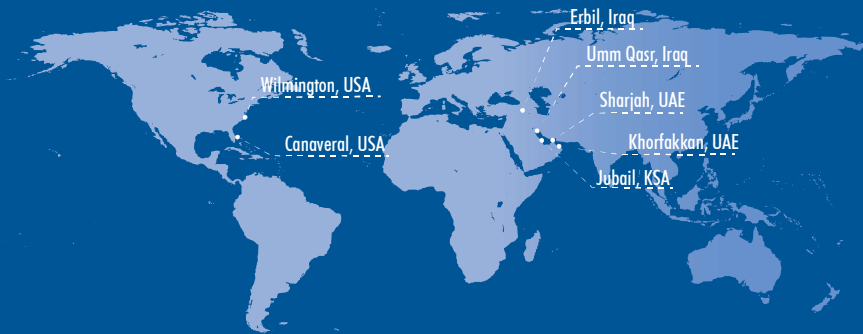 Erbil, Iraq
Umm Qasr, Iraq
Wilmington, USA
Sharjah, UAE
Canaveral, USA
Khorfakkan, UAE
Jubail, KSA